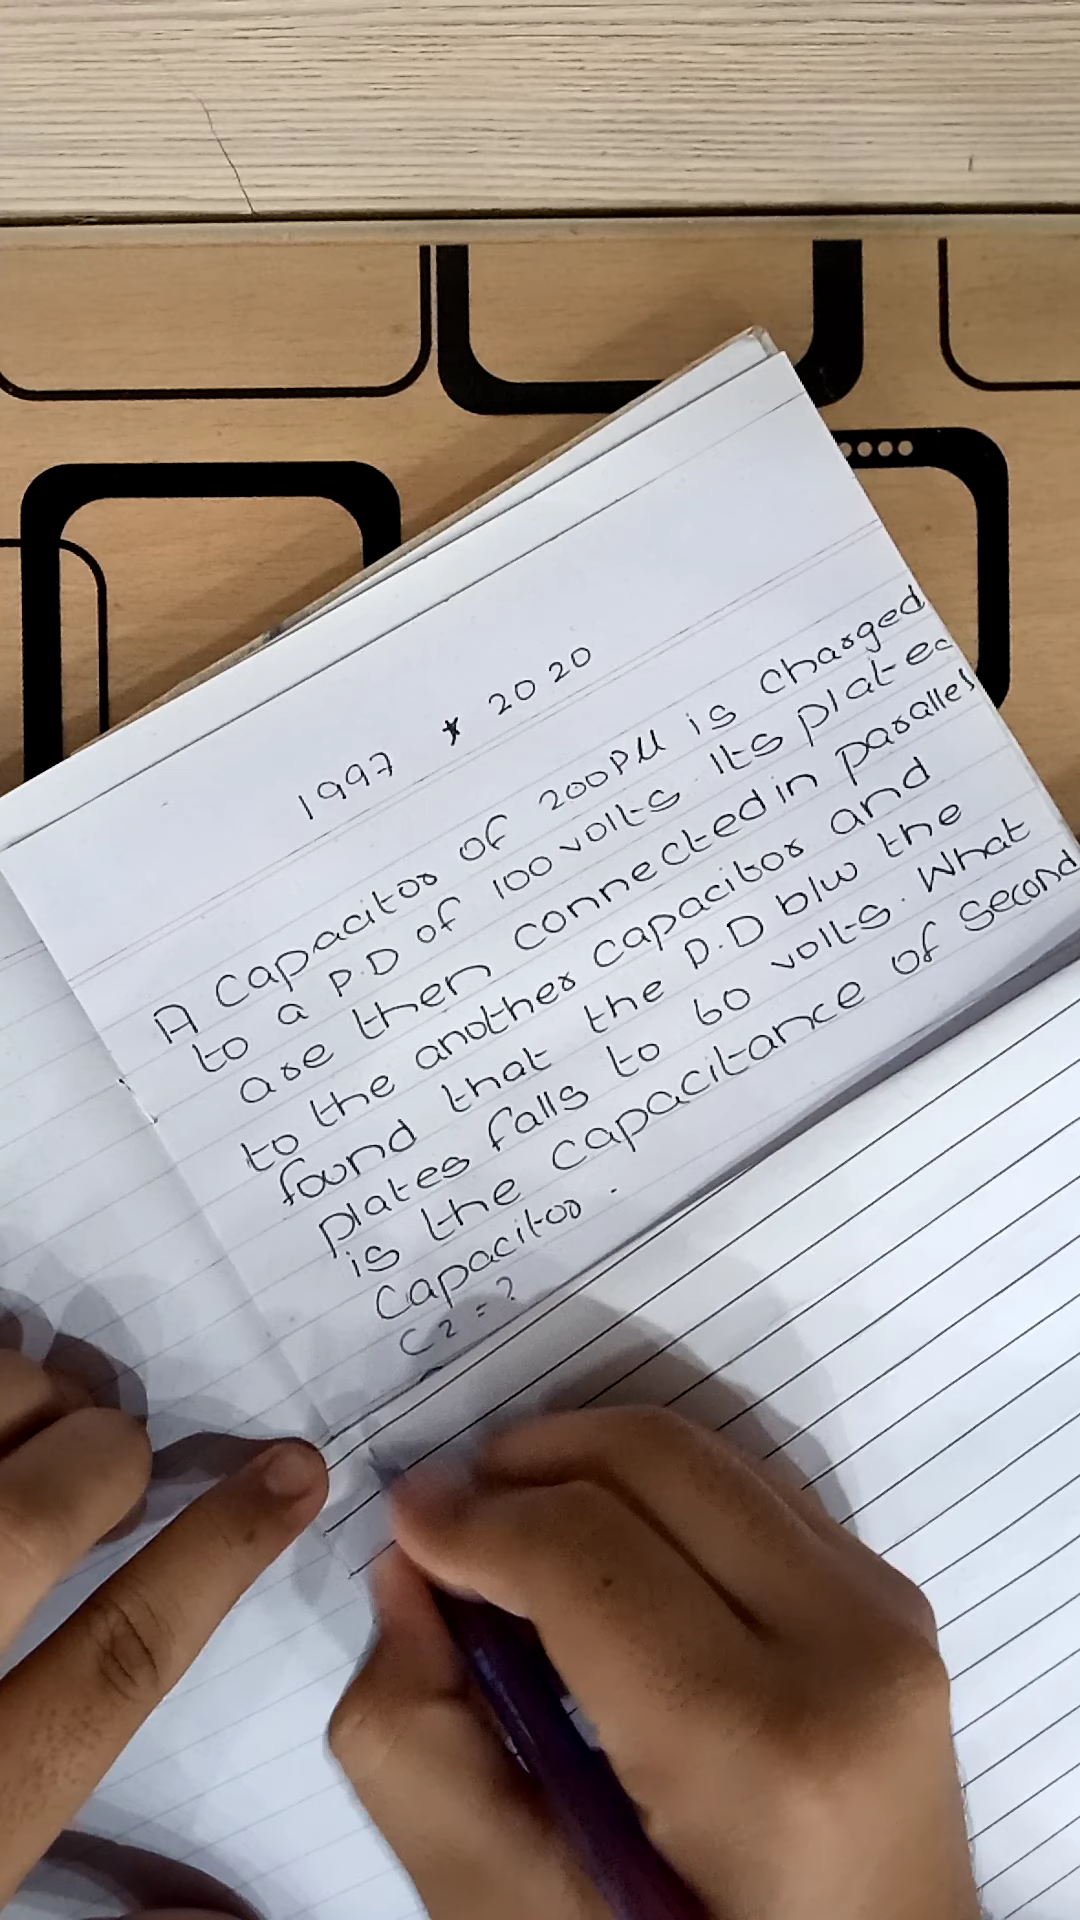 1997 * 2020
A Capacitor of 200PU is charged
to a P.D of 100 volts. Its plates
are then connected in parallel
to the another capacitor and
found that the P.D b/w the
plates falls to 60 volts. What
is the capacitance of second
Capacitor.
C2 = ?